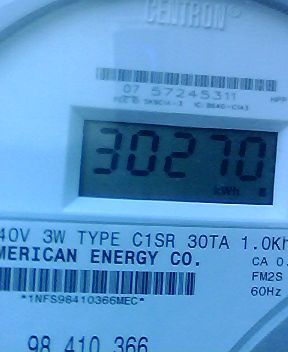 CENTRON®
07 57245311
30270
kWh
40V 3W TYPE C1SR 30TA 1.0Kh
MERICAN ENERGY CO.
CA 0.
FM2S
60Hz
*1NFS98410366MEC*
98 410 366